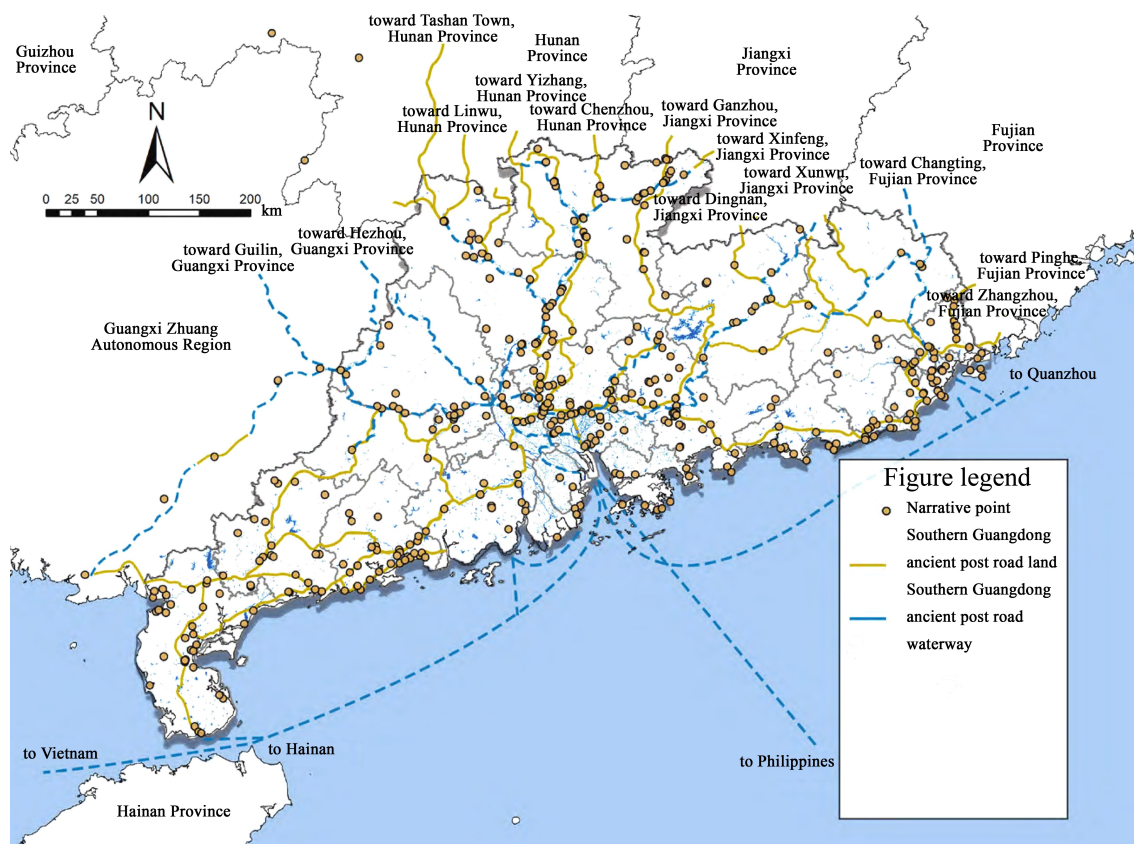 toward Tashan Town,
Hunan Province
Guizhou
Province
Hunan
Province
Jiangxi
Province
toward Yizhang,
Hunan Province
toward Linwu,
Hunan Province
toward Chenzhou,
Hunan Province
toward Ganzhou,
Jiangxi Province
toward Xinfeng,
Jiangxi Province
Fujian
Province
toward Xunwu,
Jiangxi Province
toward Changting,
Fujian Province
toward Dingnan,
Jiangxi Province
N
0 25 50 100 150 200 km
toward Hezhou,
Guangxi Province
toward Guilin,
Guangxi Province
toward Pinghe,
Fujian Province
toward Zhangzhou,
Fujian Province
Guangxi Zhuang
Autonomous Region
to Quanzhou
Figure legend
Narrative point
Southern Guangdong
ancient post road land
Southern Guangdong
ancient post road
waterway
to Vietnam
to Hainan
to Philippines
Hainan Province